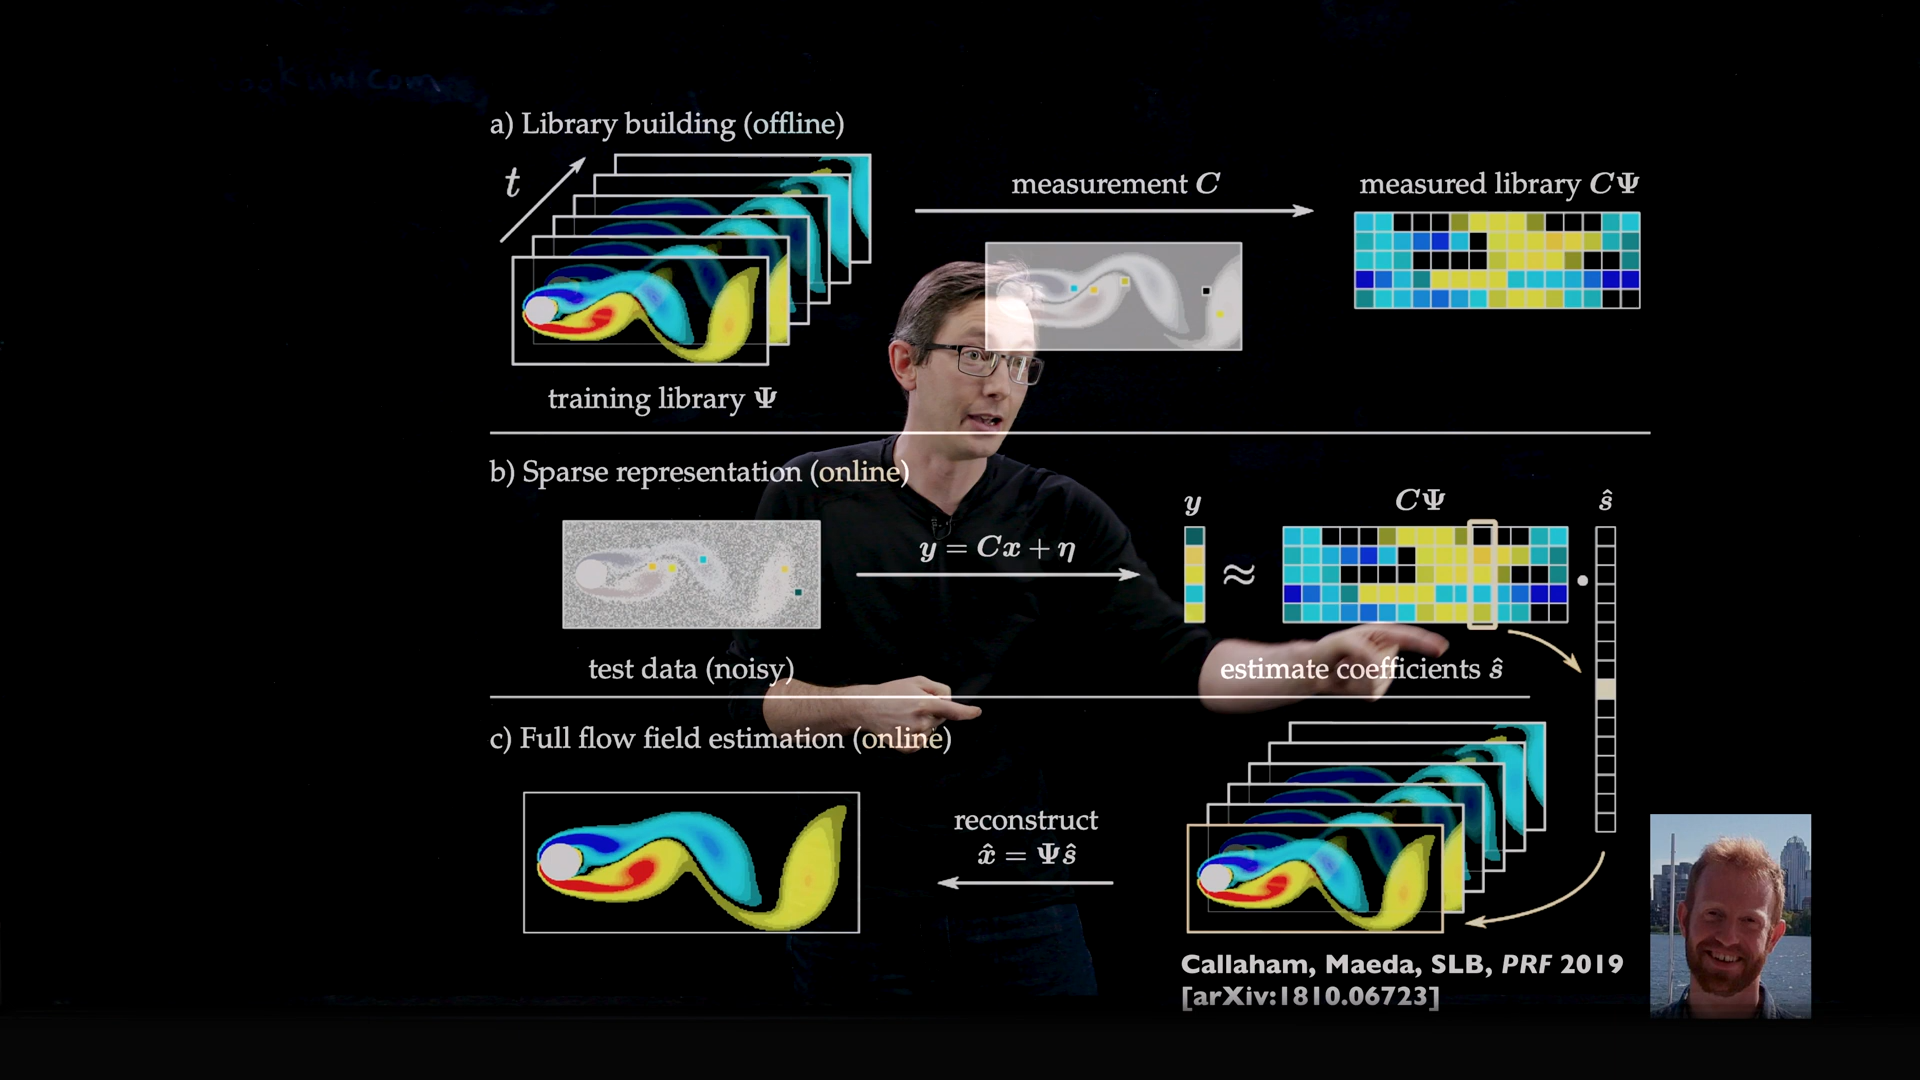 a) Library building (offline)
t
measurement C
measured library CΨ
training library Ψ
b) Sparse representation (online)
y
CΨ
ŝ
y = Cx + η
≈
test data (noisy)
estimate coefficients ŝ
c) Full flow field estimation (online)
reconstruct
x̂ = Ψŝ
Callaham, Maeda, SLB, PRF 2019
[arXiv:1810.06723]